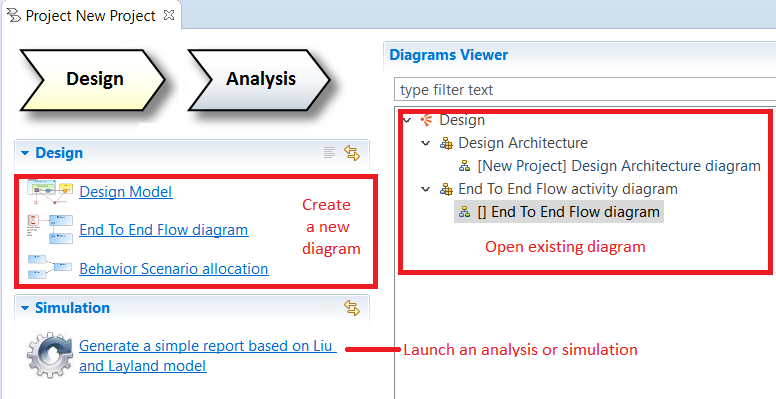 Project New Project
Design
Analysis
Design
Design Model
End To End Flow diagram
Behavior Scenario allocation
Create
a new
diagram
Simulation
Generate a simple report based on Liu
and Layland model
Launch an analysis or simulation
Diagrams Viewer
type filter text
Design
Design Architecture
[New Project] Design Architecture diagram
End To End Flow activity diagram
[] End To End Flow diagram
Open existing diagram